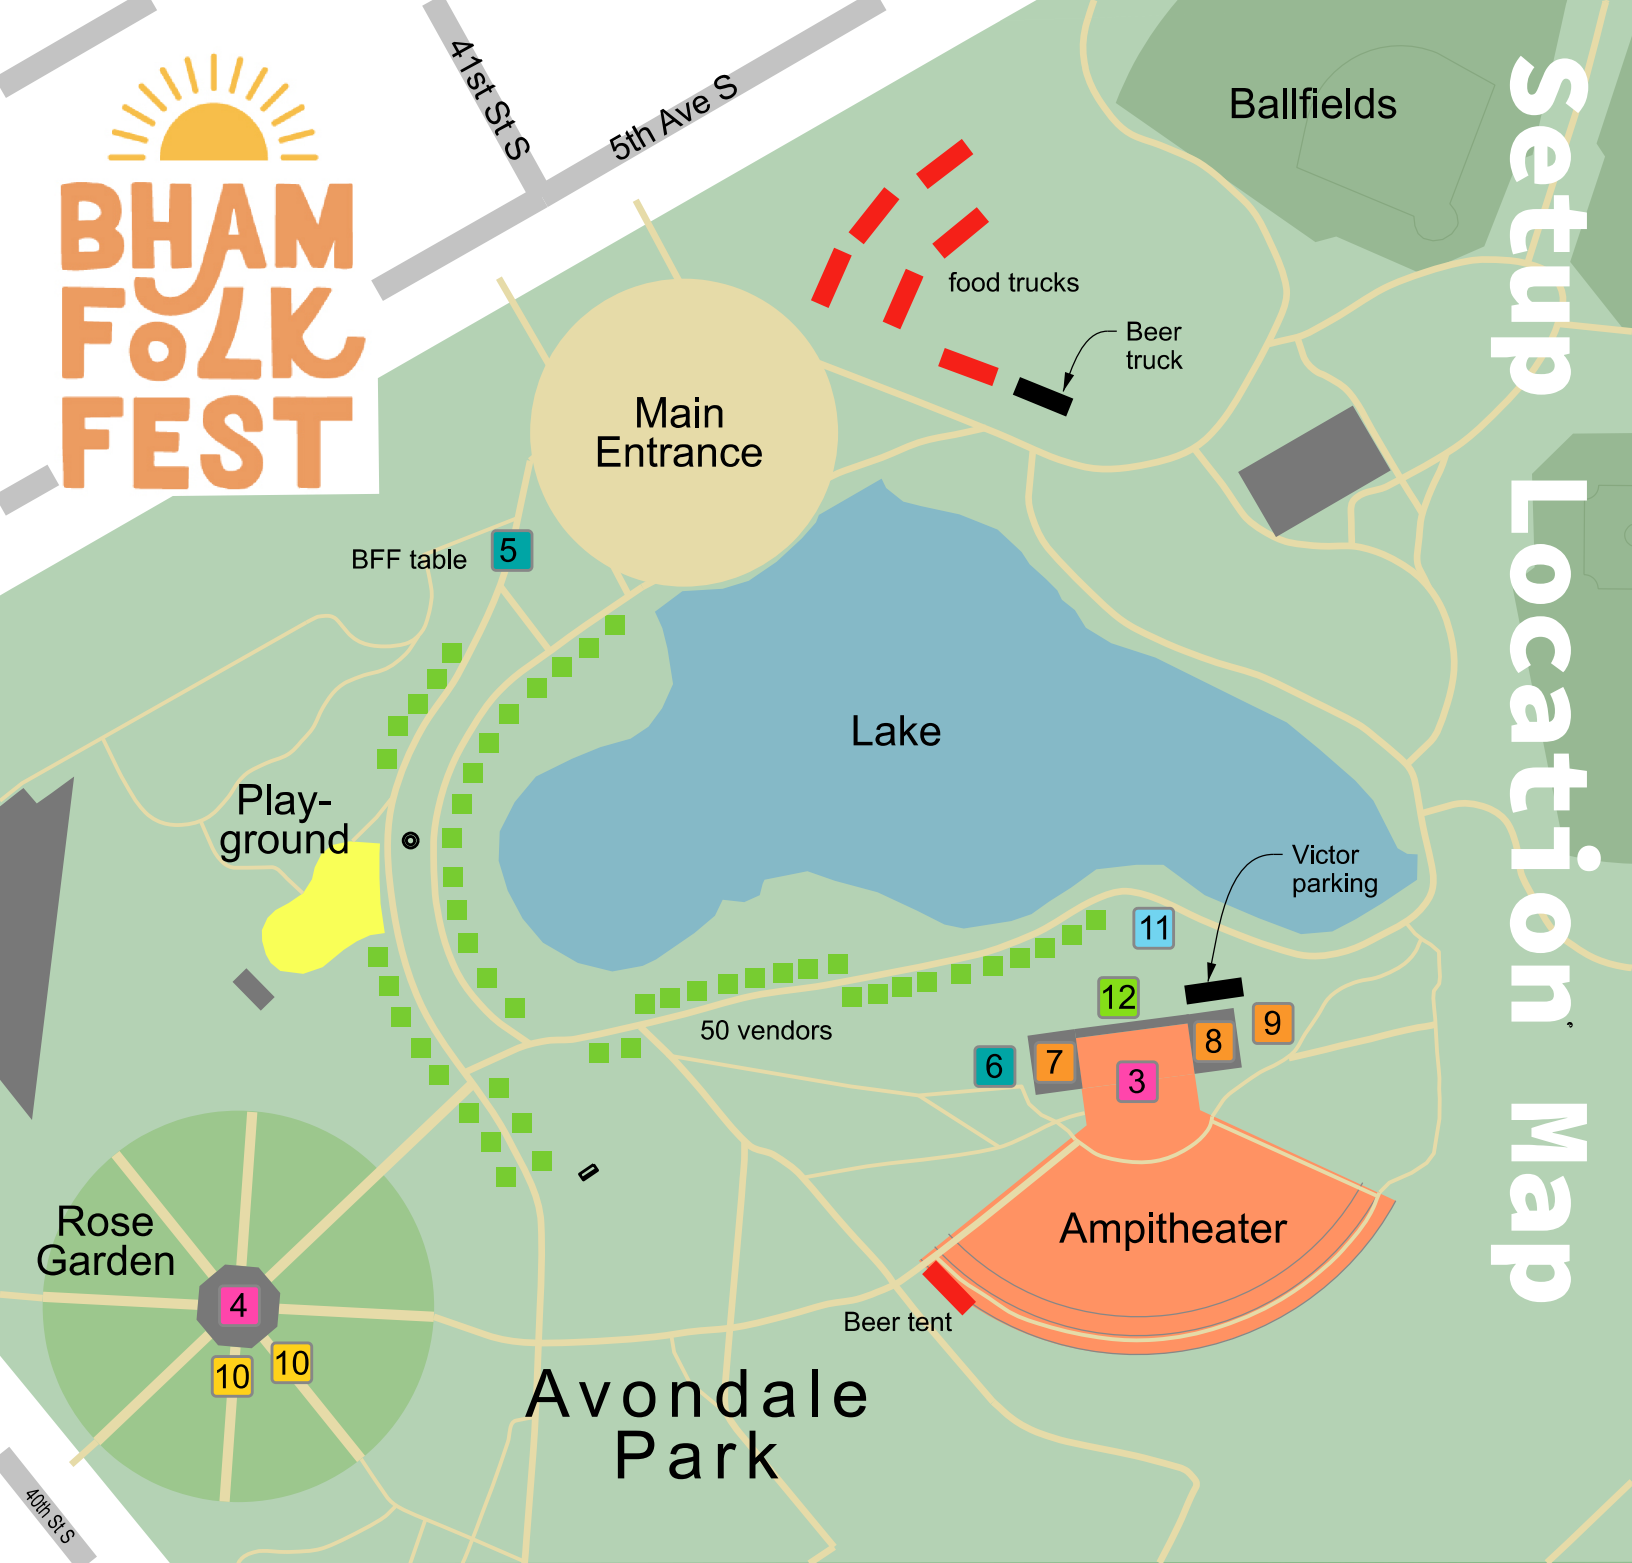 41st St S
5th Ave S
BHAM
FOLK
FEST
Ballfields
food trucks
Beer
truck
Main
Entrance
BFF table
5
Lake
Play-
ground
Victor
parking
11
12
50 vendors
9
8
7
6
3
Rose
Garden
Ampitheater
4
10
10
Beer tent
Avondale
Park
40th St S
Setup Location Map